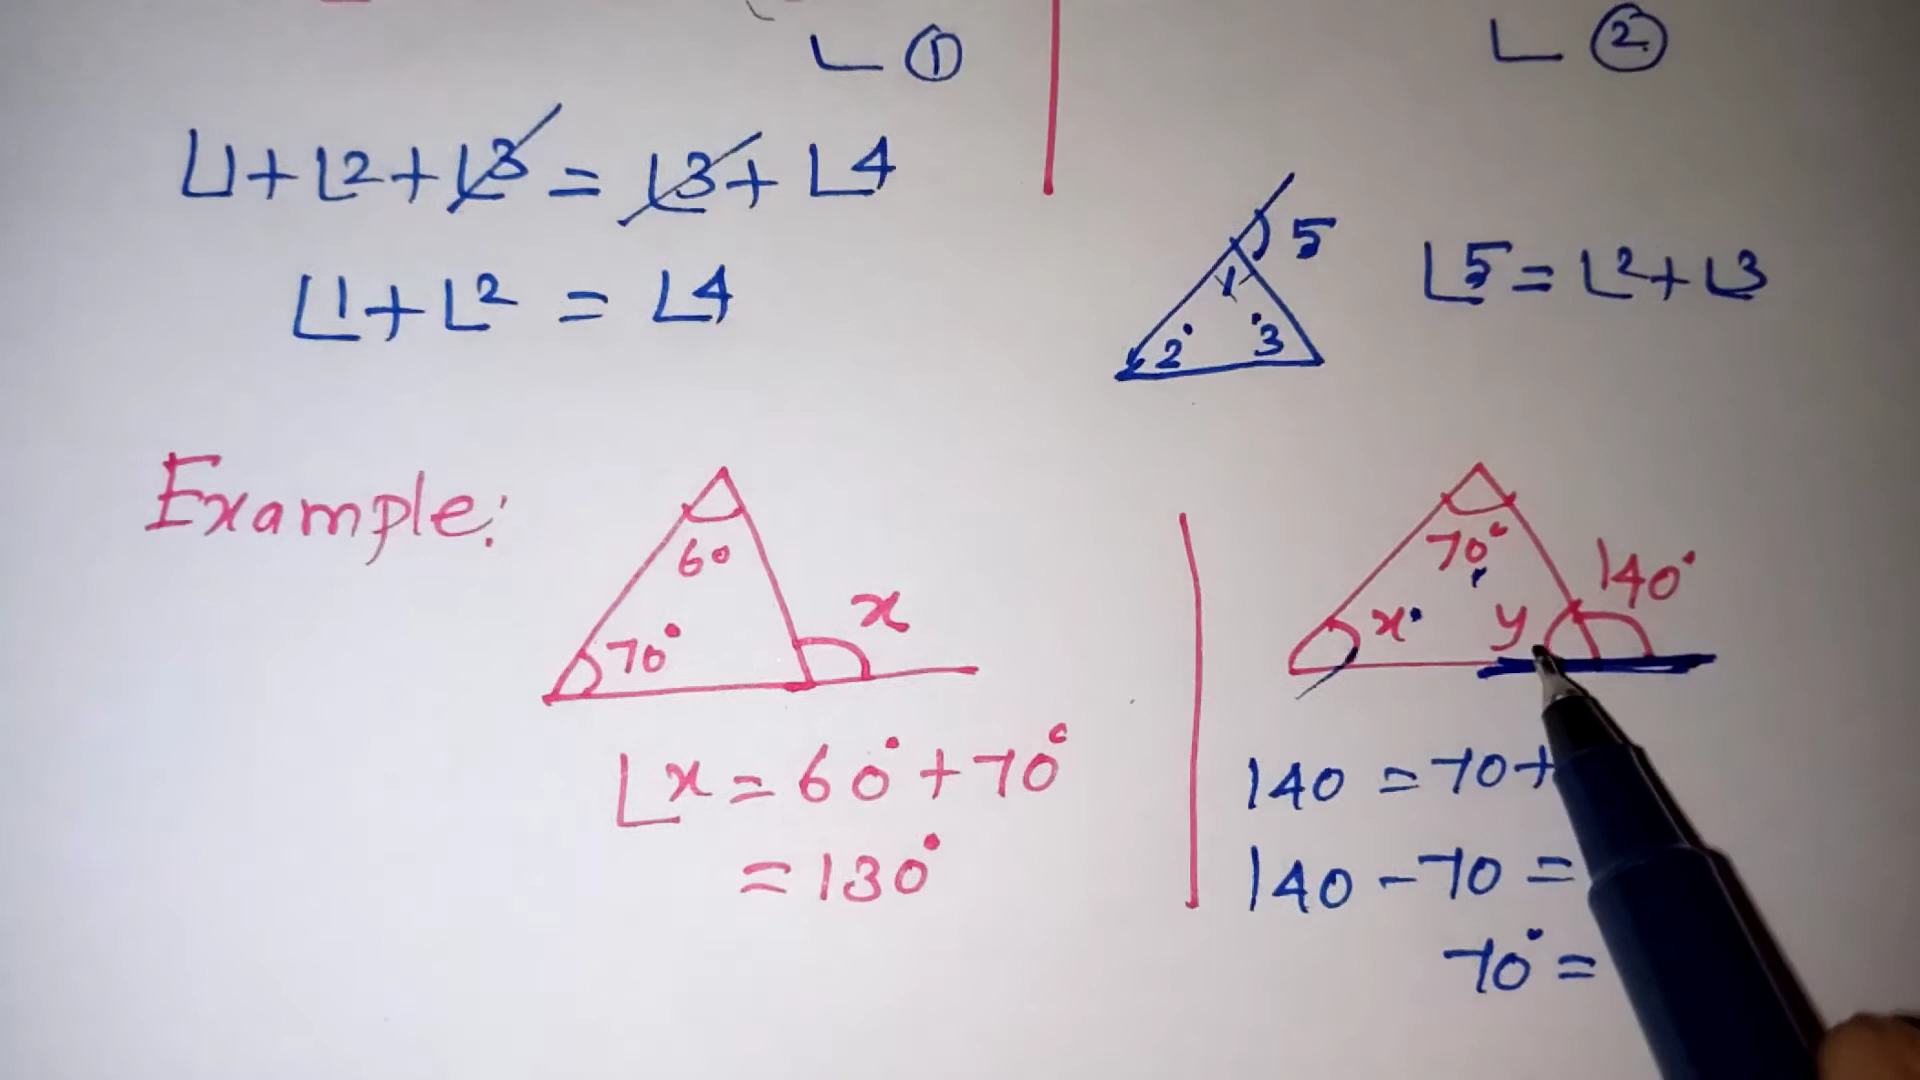 ∟ ①
∟ ②
∟1 + ∟2 + ∟3 = ∟3 + ∟4
∟1 + ∟2 = ∟4
5
1
2
3
∟5 = ∟2 + ∟3
Example:
60
70°
x
∟x = 60° + 70°
= 130°
70°
x
y
140°
140 = 70 +
140 - 70 =
70° =